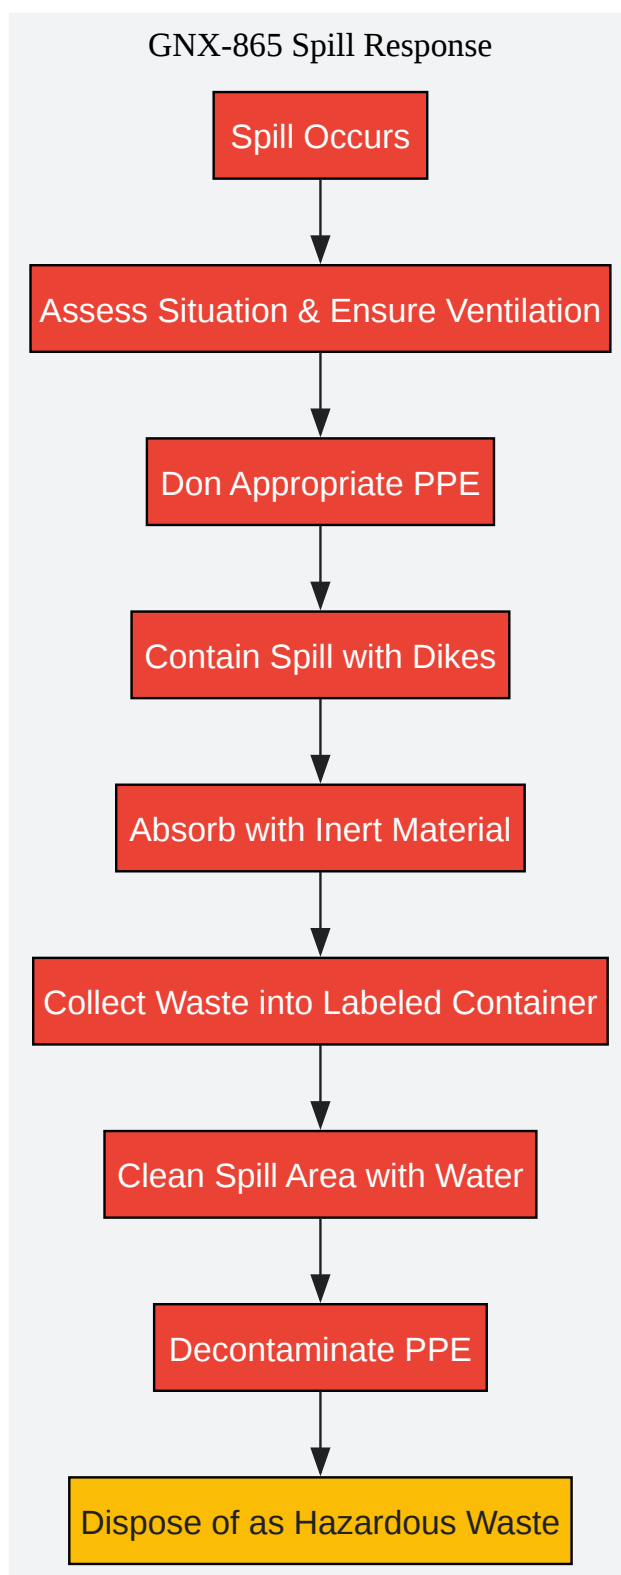 GNX-865 Spill Response
Spill Occurs
Assess Situation & Ensure Ventilation
Don Appropriate PPE
Contain Spill with Dikes
Absorb with Inert Material
Collect Waste into Labeled Container
Clean Spill Area with Water
Decontaminate PPE
Dispose of as Hazardous Waste